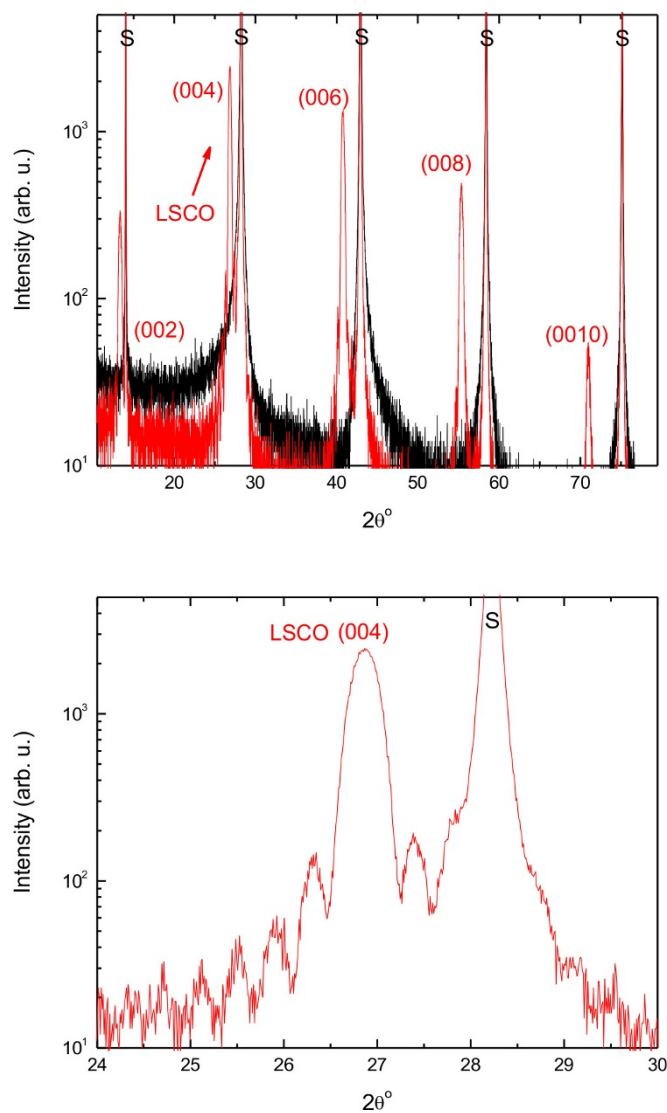 S S S S S
(004)
(006)
(008)
LSCO
(002)
(0010)
10³
10²
10¹
Intensity (arb. u.)
20 30 40 50 60 70
2θ°
LSCO (004)
S
10³
10²
10¹
Intensity (arb. u.)
24 25 26 27 28 29 30
2θ°